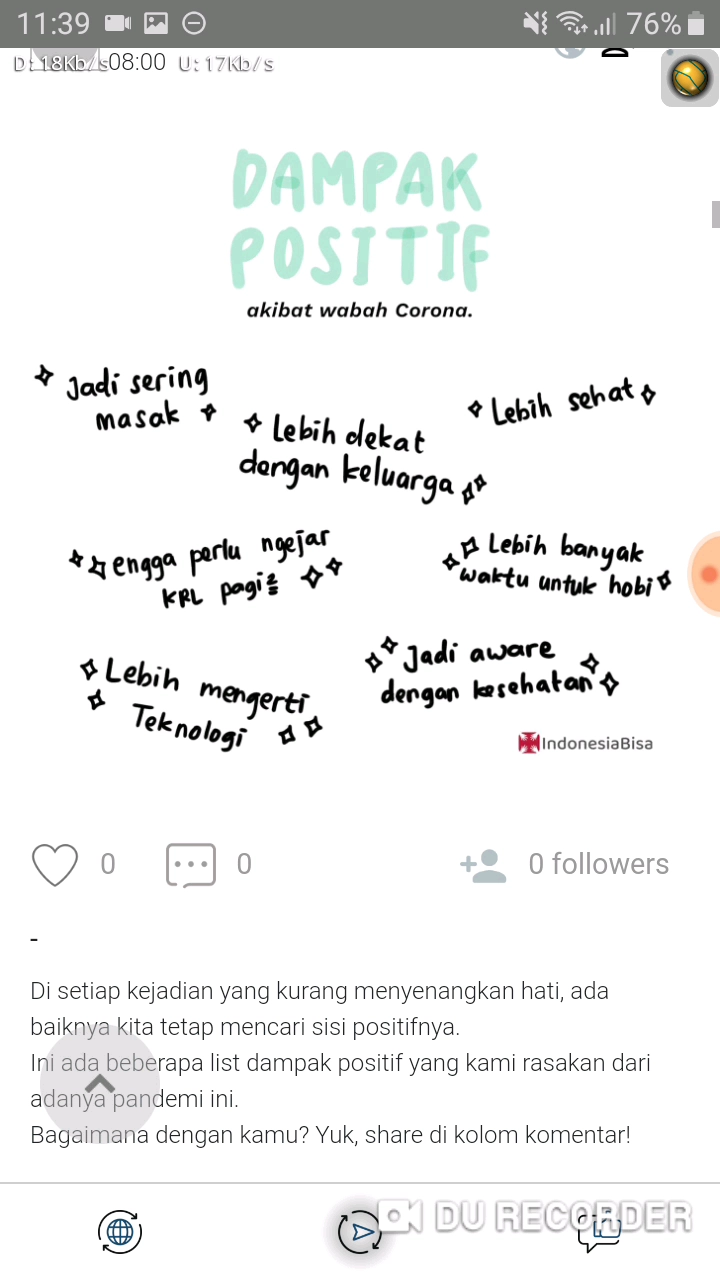 11:39
76%
D: 18Kb/s 08:00 U: 17Kb/s
DAMPAK
POSITIF
akibat wabah Corona.
Jadi sering
masak
Lebih dekat
dengan keluarga
Lebih sehat
engga perlu ngejar
KRL pagi²
Lebih banyak
waktu untuk hobi
Lebih mengerti
Teknologi
Jadi aware
dengan kesehatan
IndonesiaBisa
0
0
0 followers
-
Di setiap kejadian yang kurang menyenangkan hati, ada
baiknya kita tetap mencari sisi positifnya.
Ini ada beberapa list dampak positif yang kami rasakan dari
adanya pandemi ini.
Bagaimana dengan kamu? Yuk, share di kolom komentar!
DU RECORDER